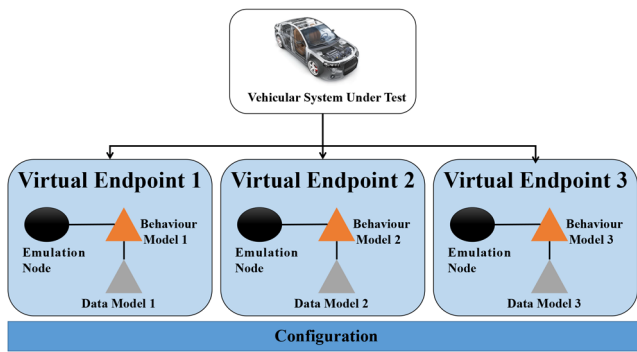 Vehicular System Under Test
Virtual Endpoint 1
Behaviour
Model 1
Emulation
Node
Data Model 1
Virtual Endpoint 2
Behaviour
Model 2
Emulation
Node
Data Model 2
Virtual Endpoint 3
Behaviour
Model 3
Emulation
Node
Data Model 3
Configuration